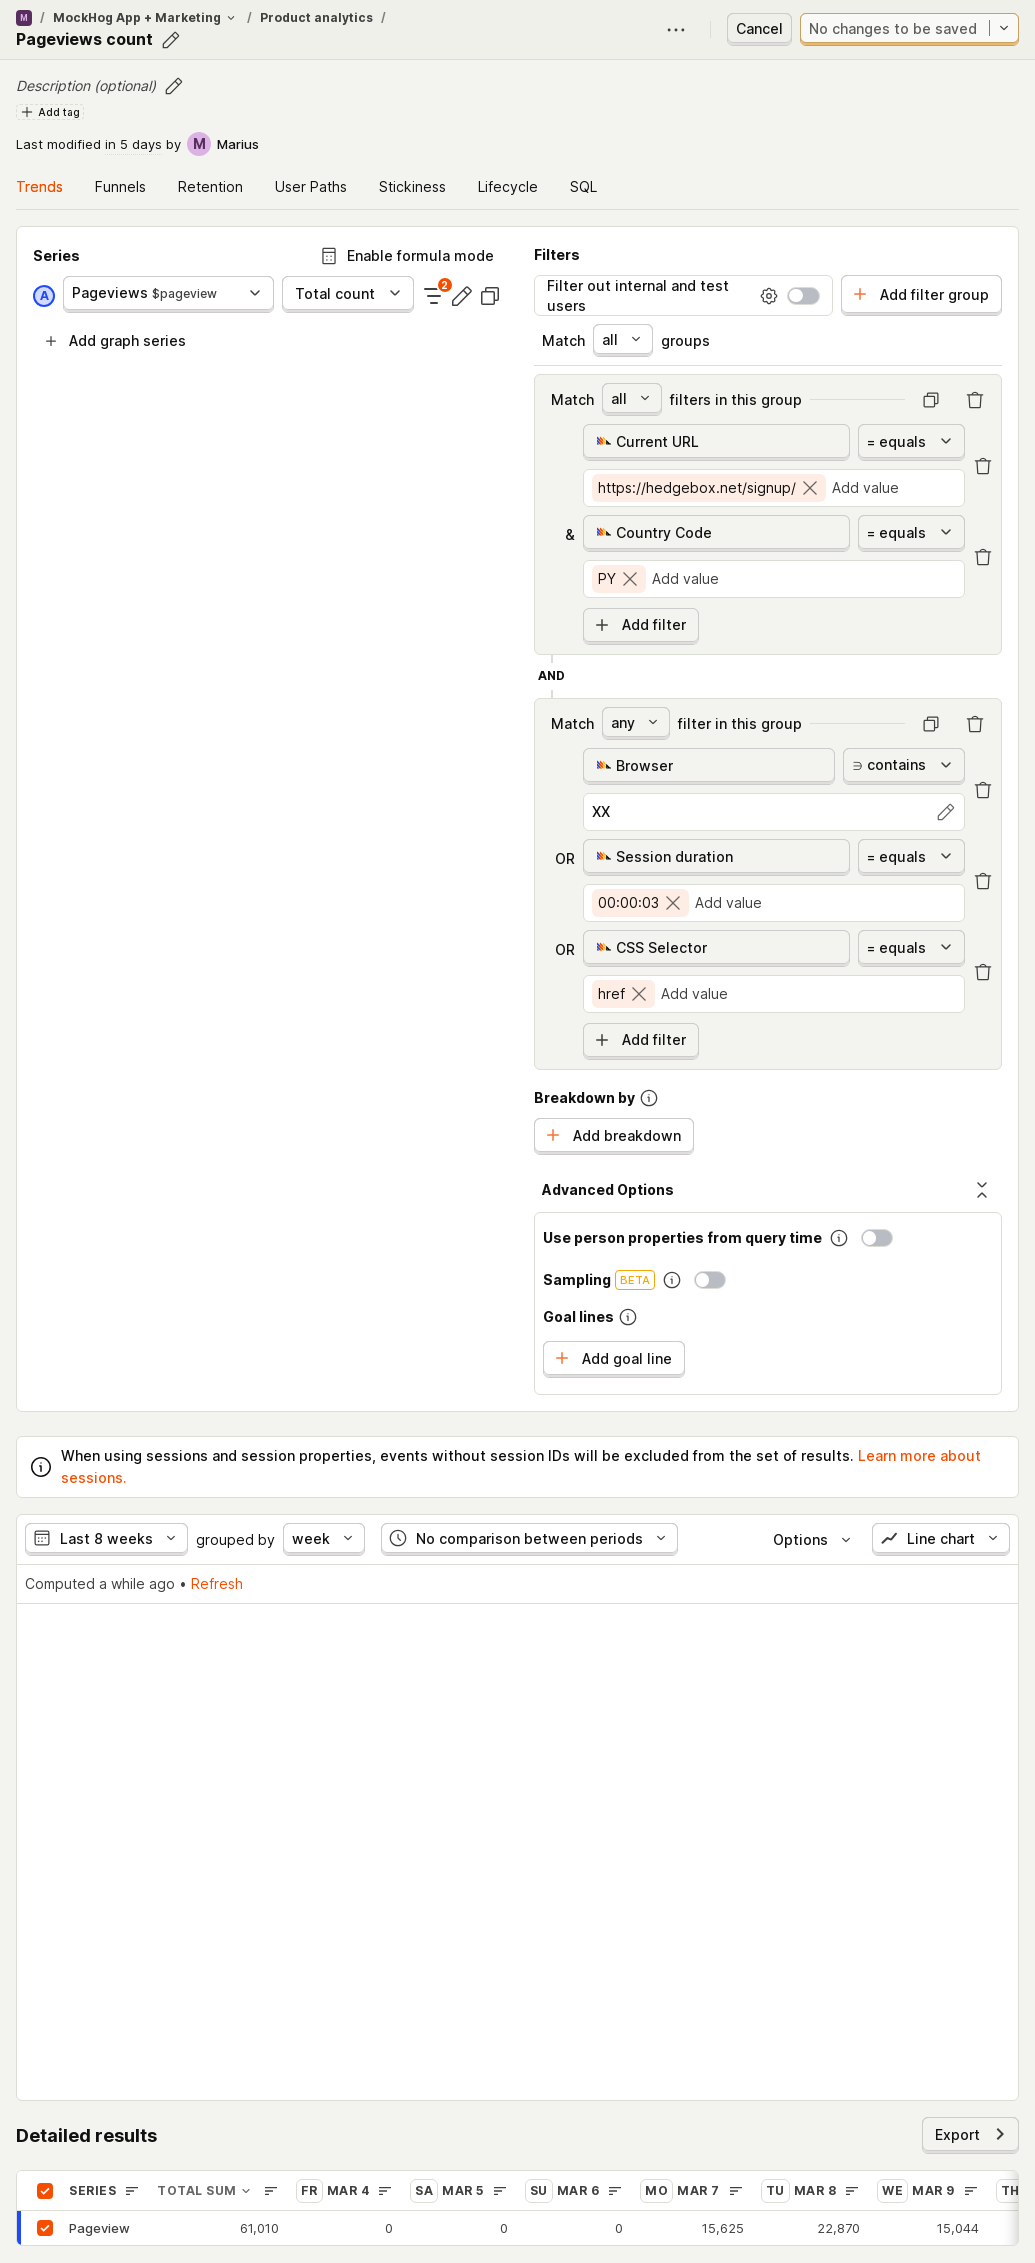 M / MockHog App + Marketing / Product analytics /
Pageviews count
Cancel
No changes to be saved
Description (optional)
Add tag
Last modified in 5 days by M Marius
Trends Funnels Retention User Paths Stickiness Lifecycle SQL
Series
Enable formula mode
A Pageviews $pageview Total count 2
Add graph series
Filters
Filter out internal and test
users
Add filter group
Match all groups
Match all filters in this group
Current URL = equals
https://hedgebox.net/signup/ Add value
& Country Code = equals
PY Add value
Add filter
AND
Match any filter in this group
Browser ∋ contains
XX
OR Session duration = equals
00:00:03 Add value
OR CSS Selector = equals
href Add value
Add filter
Breakdown by
Add breakdown
Advanced Options
Use person properties from query time
Sampling BETA
Goal lines
Add goal line
When using sessions and session properties, events without session IDs will be excluded from the set of results. Learn more about
sessions.
Last 8 weeks grouped by week No comparison between periods Options Line chart
Computed a while ago • Refresh
Detailed results
Export
SERIES TOTAL SUM FR MAR 4 SA MAR 5 SU MAR 6 MO MAR 7 TU MAR 8 WE MAR 9 TH
Pageview 61,010 0 0 0 15,625 22,870 15,044